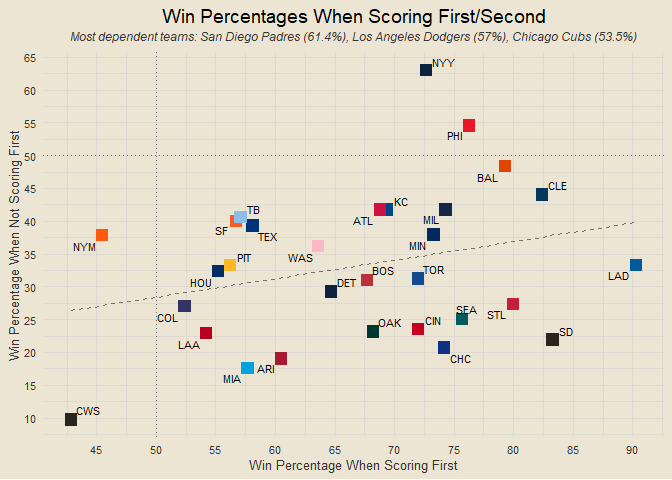 Win Percentages When Scoring First/Second
Most dependent teams: San Diego Padres (61.4%), Los Angeles Dodgers (57%), Chicago Cubs (53.5%)
Win Percentage When Not Scoring First
65
60
55
50
45
40
35
30
25
20
15
10
NYY
PHI
BAL
CLE
KC
ATL
MIL
TB
SF
TEX
NYM
MIN
WAS
PIT
HOU
BOS
TOR
LAD
DET
COL
SEA
STL
OAK
CIN
LAA
SD
CHC
ARI
MIA
CWS
45
50
55
60
65
70
75
80
85
90
Win Percentage When Scoring First